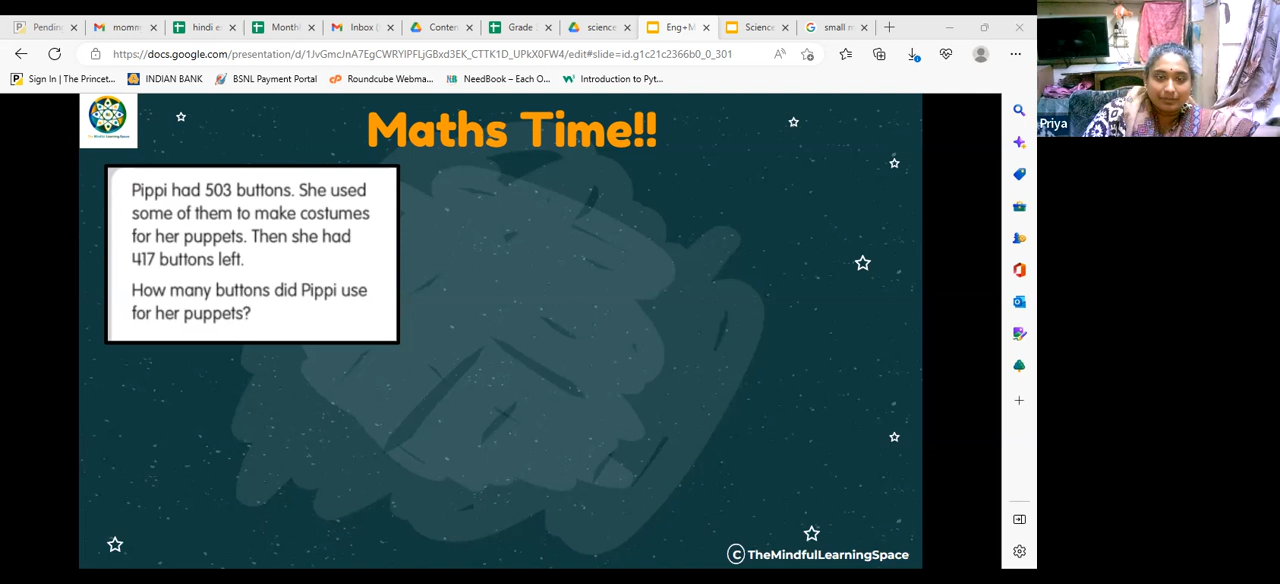 Pending
momm
hindi es
Month
Inbox (
Conten
Grade
science
Eng+M
Science
small n
https://docs.google.com/presentation/d/1JvGmcJnA7EgCWRYIPFLjGBxd3EK_CTTK1D_UPkX0FW4/edit#slide=id.g1c21c2366b0_0_301
Sign In | The Princet...
INDIAN BANK
BSNL Payment Portal
Roundcube Webma...
NeedBook – Each O...
Introduction to Pyt...
Maths Time!!
Priya
Pippi had 503 buttons. She used
some of them to make costumes
for her puppets. Then she had
417 buttons left.
How many buttons did Pippi use
for her puppets?
© TheMindfulLearningSpace